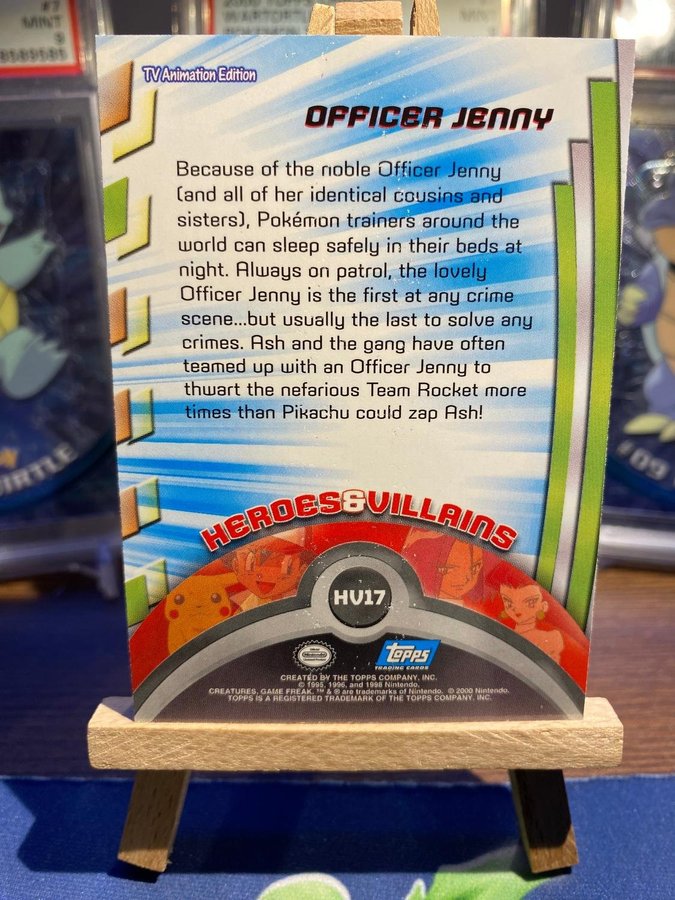 #7
MINT
9
TV Animation Edition
OFFICER JENNY
Because of the noble Officer Jenny
(and all of her identical cousins and
sisters), Pokémon trainers around the
world can sleep safely in their beds at
night. Always on patrol, the lovely
Officer Jenny is the first at any crime
scene...but usually the last to solve any
crimes. Ash and the gang have often
teamed up with an Officer Jenny to
thwart the nefarious Team Rocket more
times than Pikachu could zap Ash!
HEROES&VILLAINS
HV17
Nintendo
TOPPS
TRADING CARDS
CREATED BY THE TOPPS COMPANY, INC.
© 1995, 1996, and 1998 Nintendo,
CREATURES, GAME FREAK. ™ & ® are trademarks of Nintendo. © 2000 Nintendo.
TOPPS IS A REGISTERED TRADEMARK OF THE TOPPS COMPANY, INC.